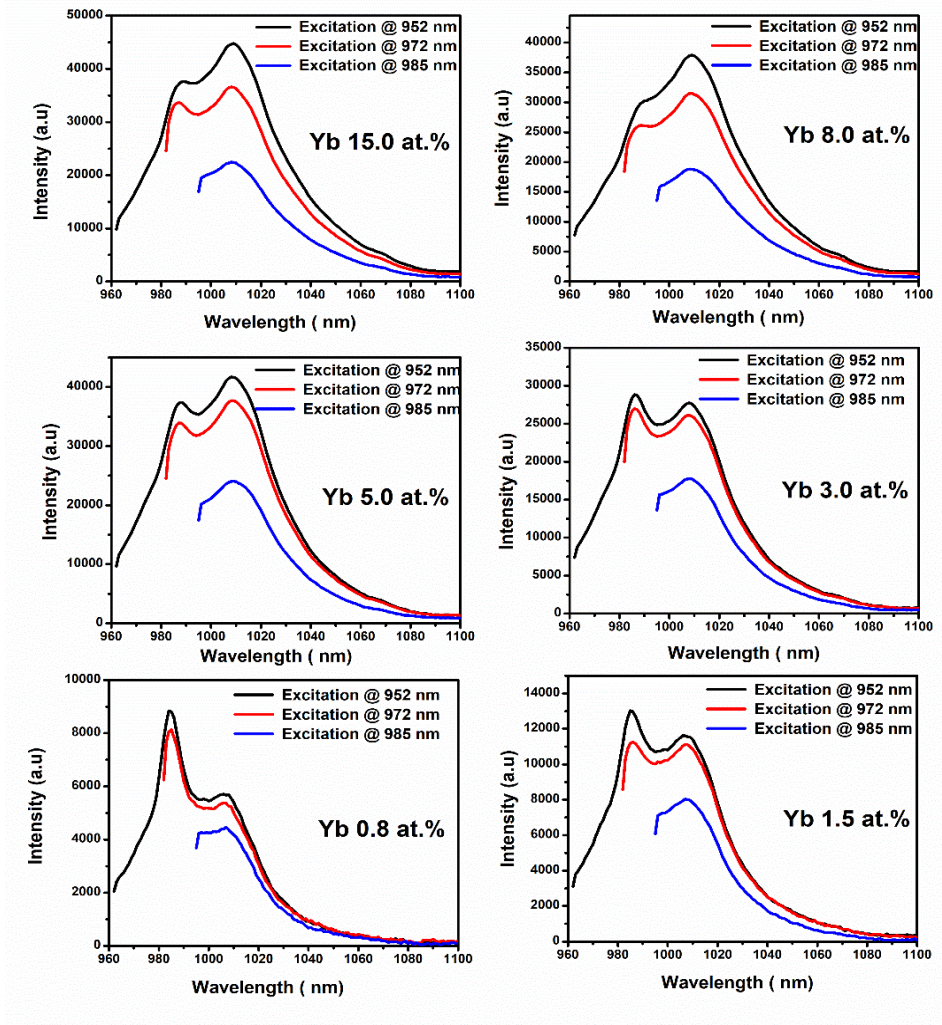 50000
40000
30000
20000
10000
0
Intensity (a.u)
Excitation @ 952 nm
Excitation @ 972 nm
Excitation @ 985 nm
Yb 15.0 at.%
960 980 1000 1020 1040 1060 1080 1100
Wavelength ( nm)
40000
35000
30000
25000
20000
15000
10000
5000
0
Intensity (a.u)
Excitation @ 952 nm
Excitation @ 972 nm
Excitation @ 985 nm
Yb 8.0 at.%
960 980 1000 1020 1040 1060 1080 1100
Wavelength ( nm)
40000
30000
20000
10000
0
Intensity (a.u)
Excitation @ 952 nm
Excitation @ 972 nm
Excitation @ 985 nm
Yb 5.0 at.%
960 980 1000 1020 1040 1060 1080 1100
Wavelength (nm)
35000
30000
25000
20000
15000
10000
5000
0
Intensity (a.u)
Excitation @ 952 nm
Excitation @ 972 nm
Excitation @ 985 nm
Yb 3.0 at.%
960 980 1000 1020 1040 1060 1080 1100
Wavelength (nm)
10000
8000
6000
4000
2000
0
Intensity (a.u)
Excitation @ 952 nm
Excitation @ 972 nm
Excitation @ 985 nm
Yb 0.8 at.%
960 980 1000 1020 1040 1060 1080 1100
Wavelength (nm)
14000
12000
10000
8000
6000
4000
2000
0
Intensity (a.u)
Excitation @ 952 nm
Excitation @ 972 nm
Excitation @ 985 nm
Yb 1.5 at.%
960 980 1000 1020 1040 1060 1080 1100
Wavelength (nm)